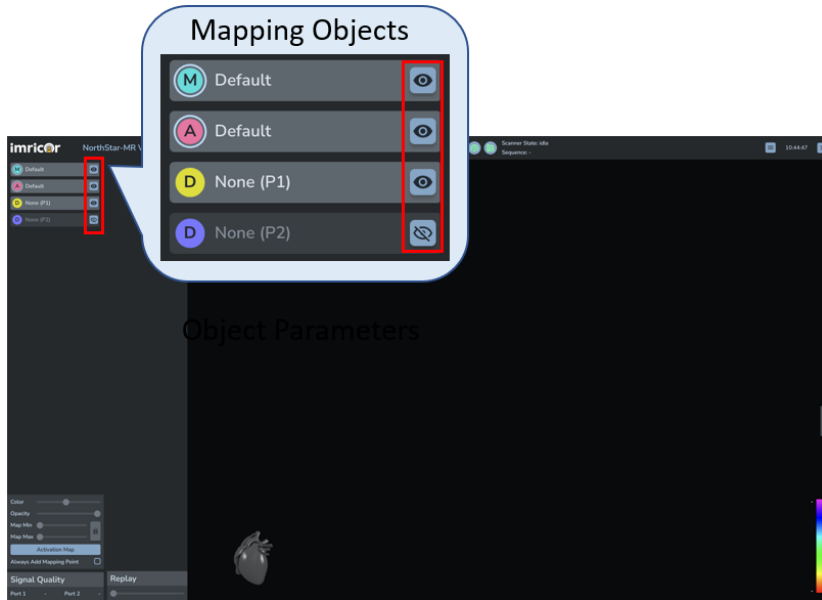 Mapping Objects
M Default
A Default
D None (P1)
D None (P2)
imricor NorthStar-MR
Scanner State: Idle
Sequence: -
10:44:47
M Default
A Default
D None (P1)
D None (P2)
Object Parameters
Color
Opacity
Map Min
Map Max
Activation Map
Always Add Mapping Point
Signal Quality
Replay
Port 1 - Port 2 -